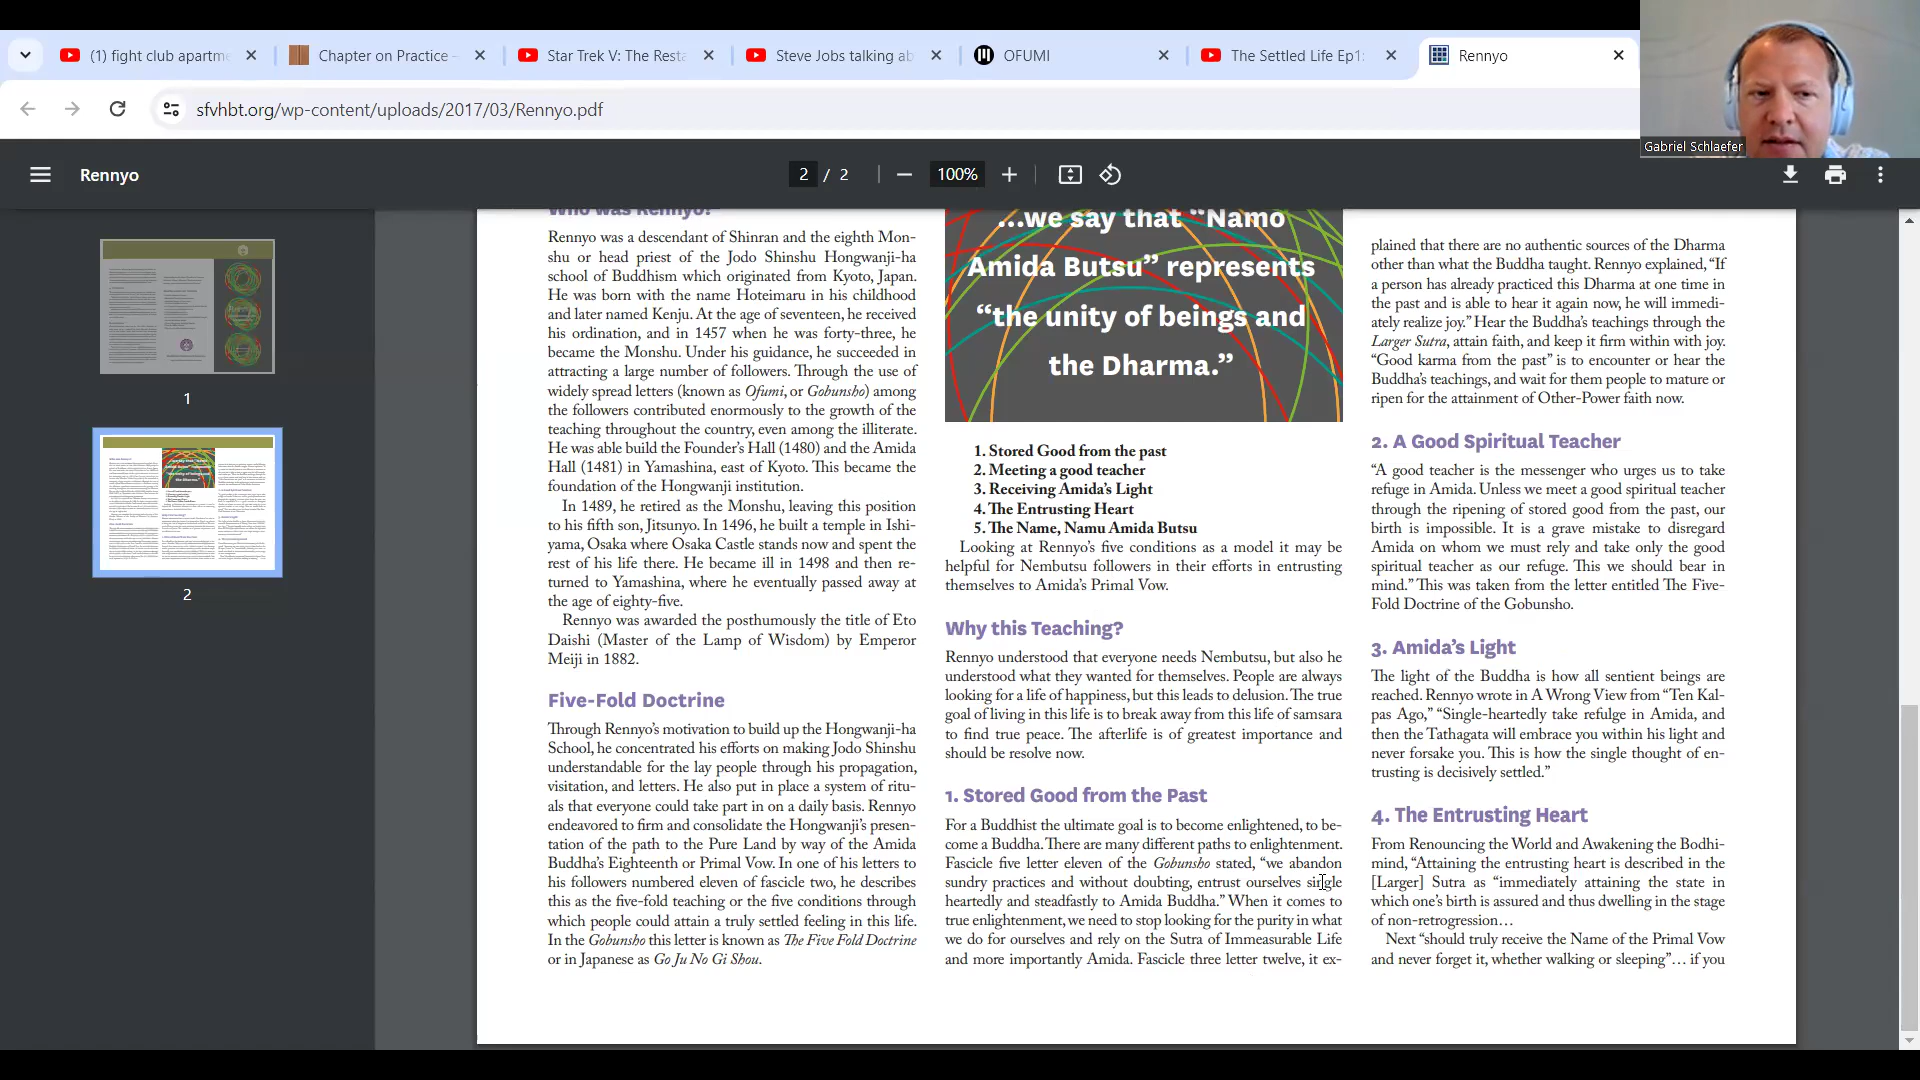 (1) fight club apartm
Chapter on Practice –
Star Trek V: The Resta
Steve Jobs talking ab
OFUMI
The Settled Life Ep1:
Rennyo
sfvhbt.org/wp-content/uploads/2017/03/Rennyo.pdf
Gabriel Schlaefer
Rennyo
2 / 2
100%
1
2
Who was Rennyo?
Rennyo was a descendant of Shinran and the eighth Mon-
shu or head priest of the Jodo Shinshu Hongwanji-ha
school of Buddhism which originated from Kyoto, Japan.
He was born with the name Hoteimaru in his childhood
and later named Kenju. At the age of seventeen, he received
his ordination, and in 1457 when he was forty-three, he
became the Monshu. Under his guidance, he succeeded in
attracting a large number of followers. Through the use of
widely spread letters (known as Ofumi, or Gobunsho) among
the followers contributed enormously to the growth of the
teaching throughout the country, even among the illiterate.
He was able build the Founder's Hall (1480) and the Amida
Hall (1481) in Yamashina, east of Kyoto. This became the
foundation of the Hongwanji institution.
In 1489, he retired as the Monshu, leaving this position
to his fifth son, Jitsunyo. In 1496, he built a temple in Ishi-
yama, Osaka where Osaka Castle stands now and spent the
rest of his life there. He became ill in 1498 and then re-
turned to Yamashina, where he eventually passed away at
the age of eighty-five.
Rennyo was awarded the posthumously the title of Eto
Daishi (Master of the Lamp of Wisdom) by Emperor
Meiji in 1882.
Five-Fold Doctrine
Through Rennyo's motivation to build up the Hongwanji-ha
School, he concentrated his efforts on making Jodo Shinshu
understandable for the lay people through his propagation,
visitation, and letters. He also put in place a system of ritu-
als that everyone could take part in on a daily basis. Rennyo
endeavored to firm and consolidate the Hongwanji's presen-
tation of the path to the Pure Land by way of the Amida
Buddha's Eighteenth or Primal Vow. In one of his letters to
his followers numbered eleven of fascicle two, he describes
this as the five-fold teaching or the five conditions through
which people could attain a truly settled feeling in this life.
In the Gobunsho this letter is known as The Five Fold Doctrine
or in Japanese as Go Ju No Gi Shou.
...we say that “Namo
Amida Butsu” represents
“the unity of beings and
the Dharma.”
1. Stored Good from the past
2. Meeting a good teacher
3. Receiving Amida's Light
4. The Entrusting Heart
5. The Name, Namu Amida Butsu
Looking at Rennyo's five conditions as a model it may be
helpful for Nembutsu followers in their efforts in entrusting
themselves to Amida's Primal Vow.
Why this Teaching?
Rennyo understood that everyone needs Nembutsu, but also he
understood what they wanted for themselves. People are always
looking for a life of happiness, but this leads to delusion. The true
goal of living in this life is to break away from this life of samsara
to find true peace. The afterlife is of greatest importance and
should be resolve now.
1. Stored Good from the Past
For a Buddhist the ultimate goal is to become enlightened, to be-
come a Buddha. There are many different paths to enlightenment.
Fascicle five letter eleven of the Gobunsho stated, “we abandon
sundry practices and without doubting, entrust ourselves single
heartedly and steadfastly to Amida Buddha.” When it comes to
true enlightenment, we need to stop looking for the purity in what
we do for ourselves and rely on the Sutra of Immeasurable Life
and more importantly Amida. Fascicle three letter twelve, it ex-
plained that there are no authentic sources of the Dharma
other than what the Buddha taught. Rennyo explained, “If
a person has already practiced this Dharma at one time in
the past and is able to hear it again now, he will immedi-
ately realize joy.” Hear the Buddha's teachings through the
Larger Sutra, attain faith, and keep it firm within with joy.
“Good karma from the past” is to encounter or hear the
Buddha's teachings, and wait for them people to mature or
ripen for the attainment of Other-Power faith now.
2. A Good Spiritual Teacher
“A good teacher is the messenger who urges us to take
refuge in Amida. Unless we meet a good spiritual teacher
through the ripening of stored good from the past, our
birth is impossible. It is a grave mistake to disregard
Amida on whom we must rely and take only the good
spiritual teacher as our refuge. This we should bear in
mind.” This was taken from the letter entitled The Five-
Fold Doctrine of the Gobunsho.
3. Amida's Light
The light of the Buddha is how all sentient beings are
reached. Rennyo wrote in A Wrong View from “Ten Kal-
pas Ago,” “Single-heartedly take refulge in Amida, and
then the Tathagata will embrace you within his light and
never forsake you. This is how the single thought of en-
trusting is decisively settled.”
4. The Entrusting Heart
From Renouncing the World and Awakening the Bodhi-
mind, “Attaining the entrusting heart is described in the
[Larger] Sutra as “immediately attaining the state in
which one's birth is assured and thus dwelling in the stage
of non-retrogression...
Next “should truly receive the Name of the Primal Vow
and never forget it, whether walking or sleeping”... if you